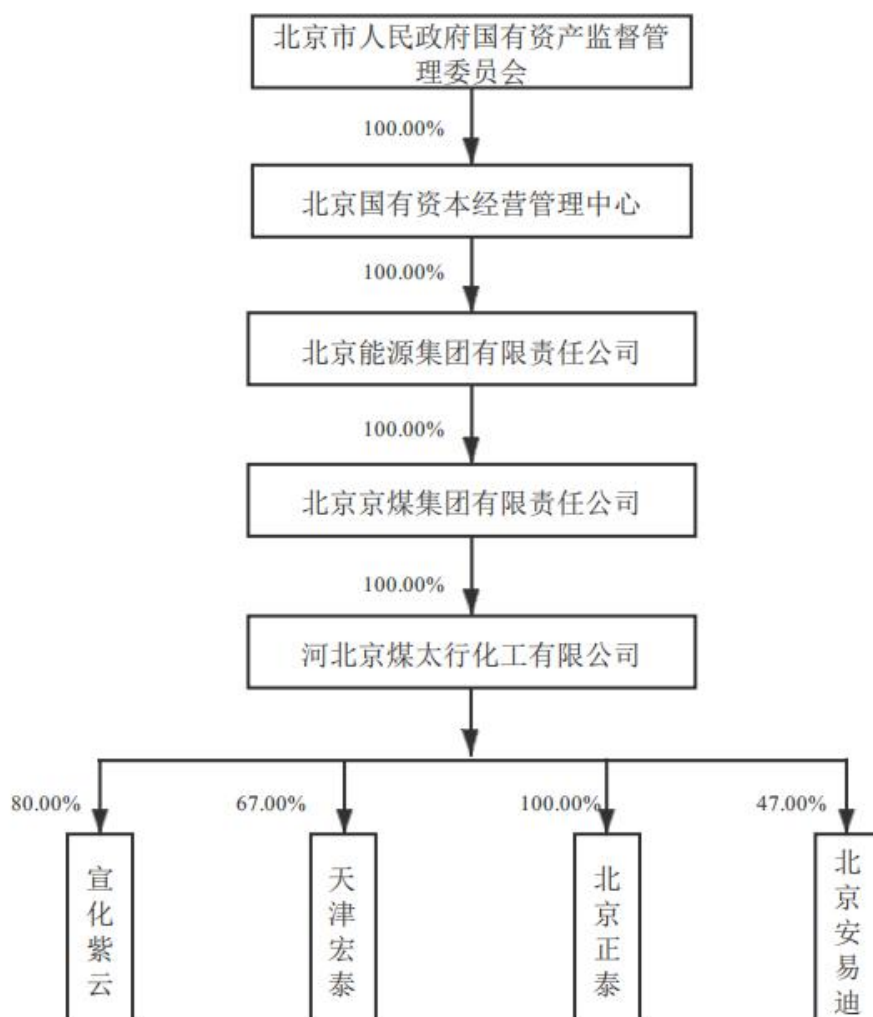 北京市人民政府国有资产监督管
理委员会
100.00%
北京国有资本经营管理中心
100.00%
北京能源集团有限责任公司
100.00%
北京京煤集团有限责任公司
100.00%
河北京煤太行化工有限公司
80.00%
67.00%
100.00%
47.00%
宣化紫云
天津宏泰
北京正泰
北京安易迪